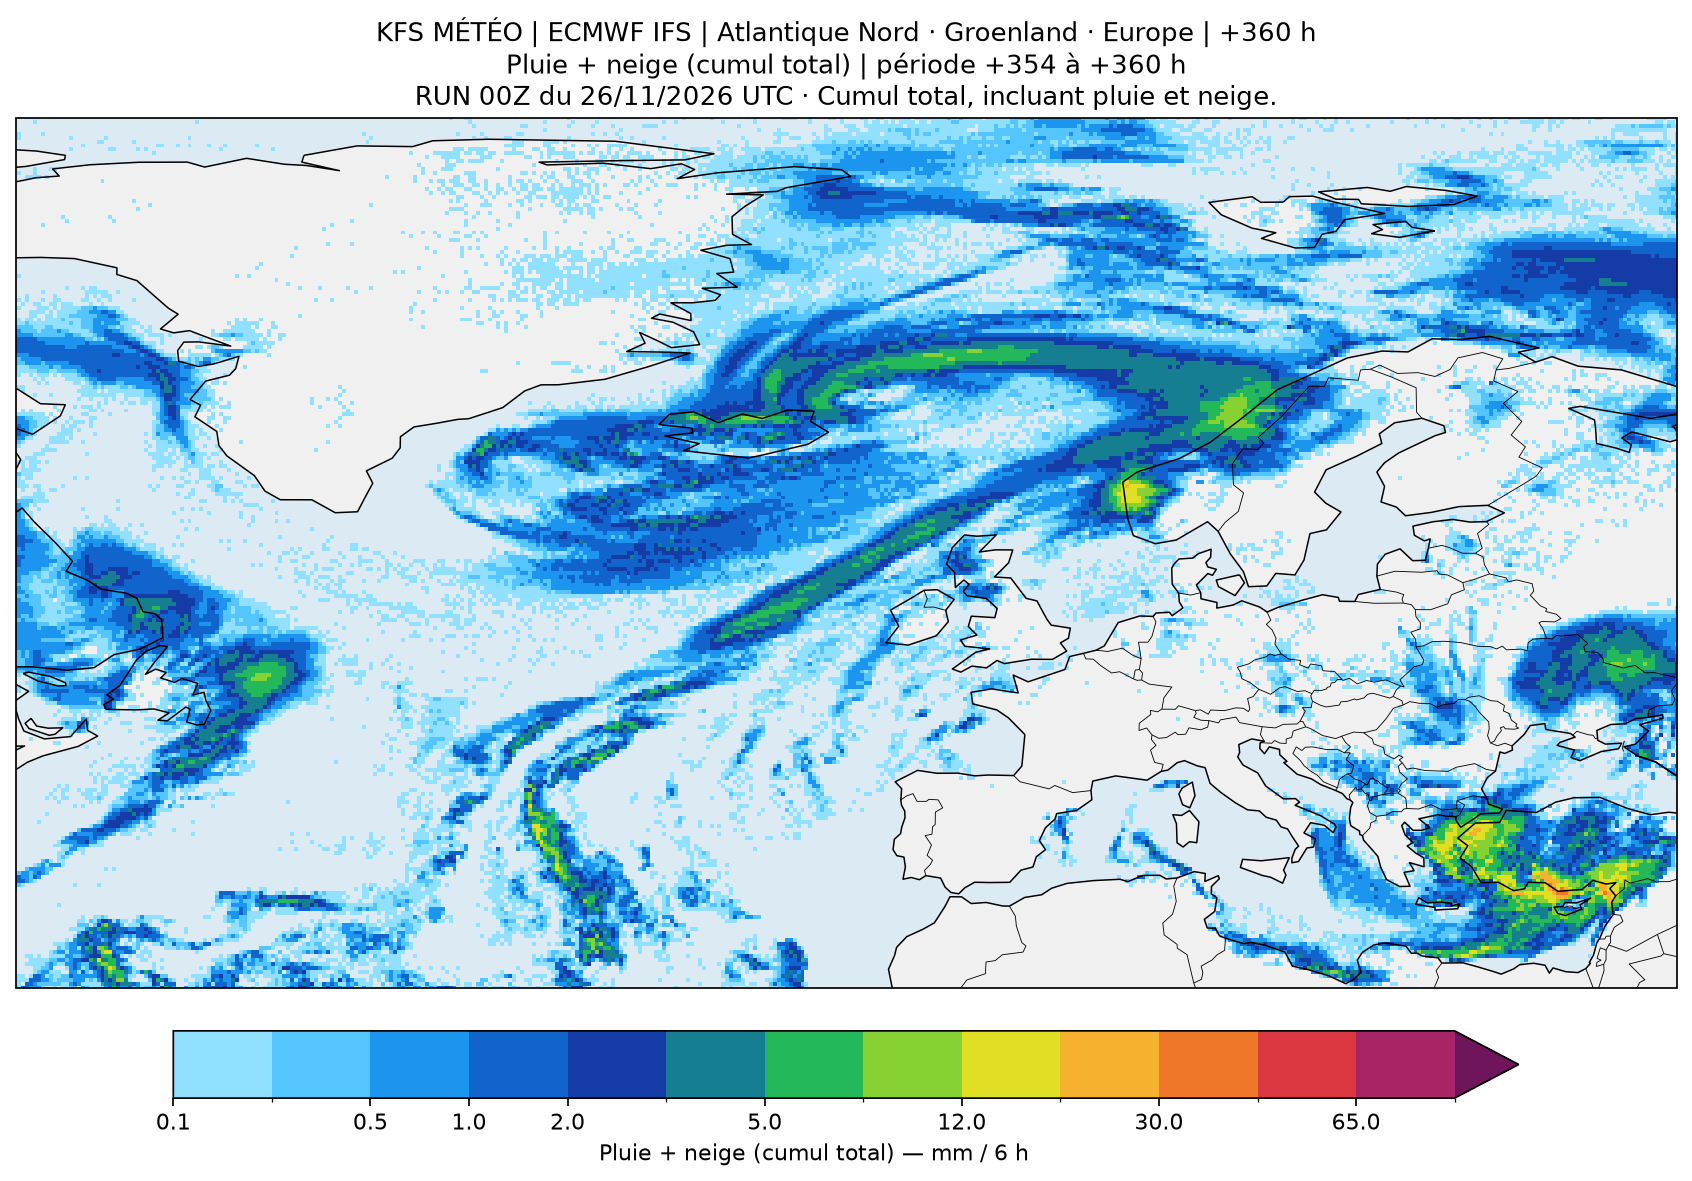 KFS MÉTÉO | ECMWF IFS | Atlantique Nord · Groenland · Europe | +360 h
Pluie + neige (cumul total) | période +354 à +360 h
RUN 00Z du 26/11/2026 UTC · Cumul total, incluant pluie et neige.
0.1 0.5 1.0 2.0 5.0 12.0 30.0 65.0
Pluie + neige (cumul total) — mm / 6 h